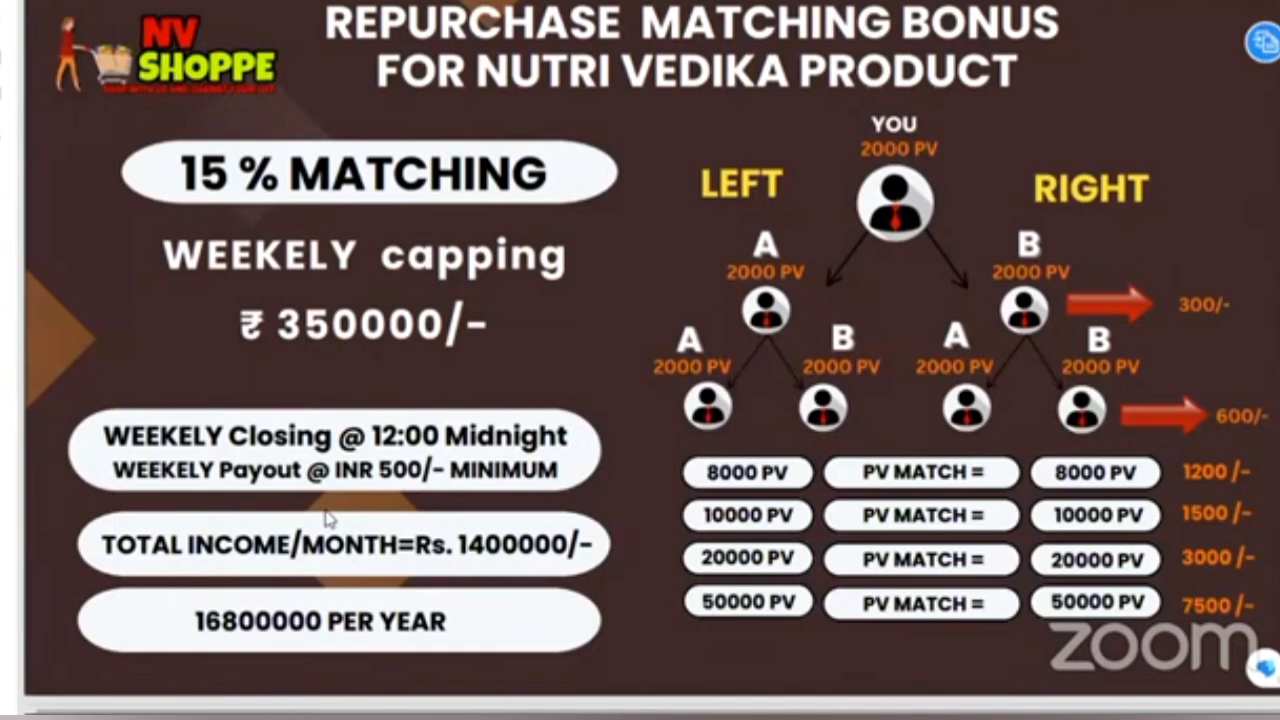 NV
SHOPPE
REPURCHASE MATCHING BONUS
FOR NUTRI VEDIKA PRODUCT
15 % MATCHING
WEEKELY capping
₹ 350000/-
WEEKELY Closing @ 12:00 Midnight
WEEKELY Payout @ INR 500/- MINIMUM
TOTAL INCOME/MONTH=Rs. 1400000/-
16800000 PER YEAR
YOU
2000 PV
LEFT
RIGHT
A
2000 PV
B
2000 PV
300/-
A
2000 PV
B
2000 PV
A
2000 PV
B
2000 PV
600/-
8000 PV PV MATCH = 8000 PV 1200 /-
10000 PV PV MATCH = 10000 PV 1500 /-
20000 PV PV MATCH = 20000 PV 3000 /-
50000 PV PV MATCH = 50000 PV 7500 /-
zoom